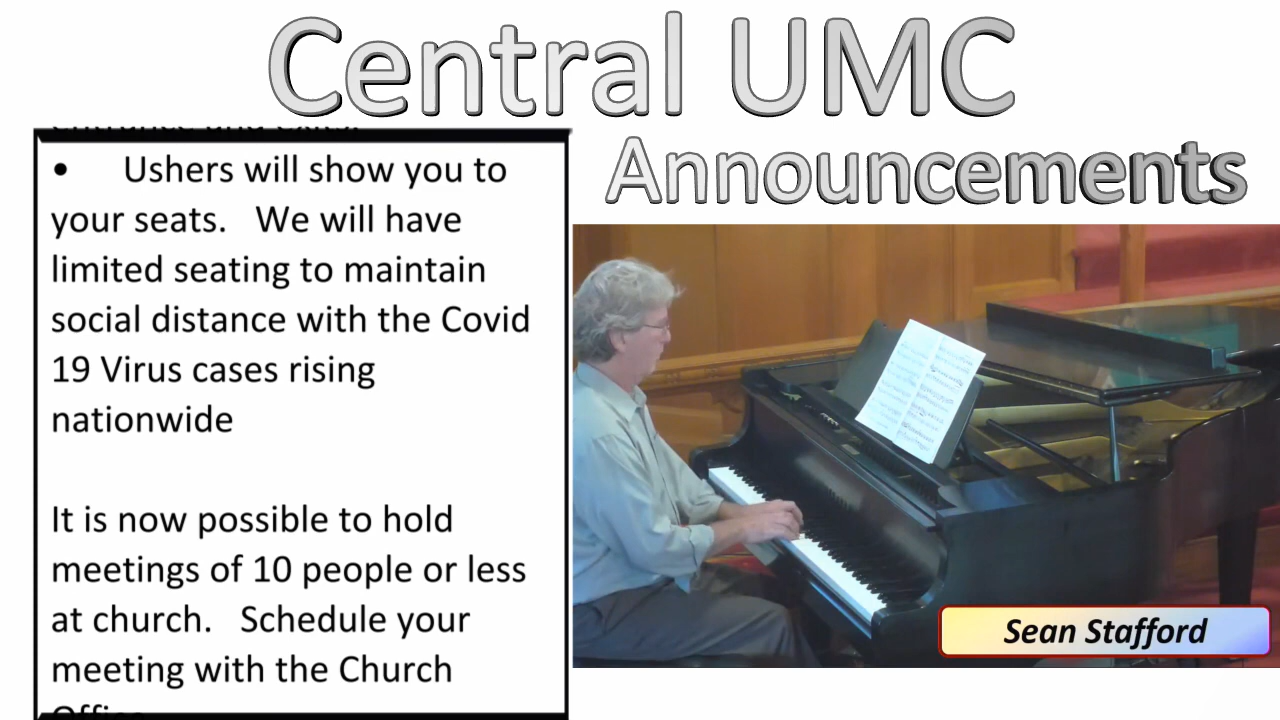 Central UMC
Announcements
• Ushers will show you to
your seats. We will have
limited seating to maintain
social distance with the Covid
19 Virus cases rising
nationwide
It is now possible to hold
meetings of 10 people or less
at church. Schedule your
meeting with the Church
Office
Sean Stafford